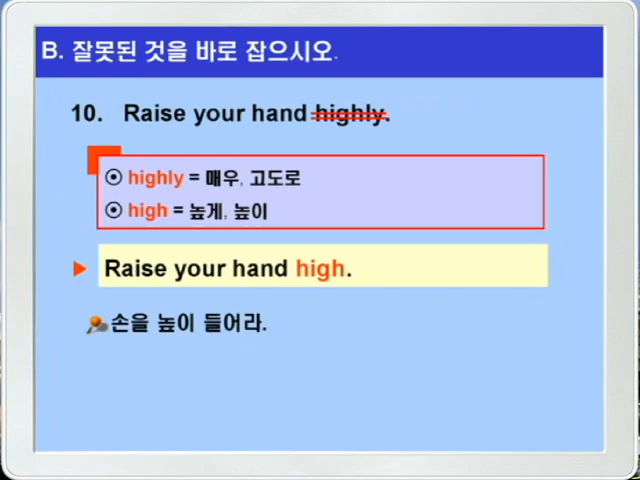 B. 잘못된 것을 바로 잡으시오.
10. Raise your hand highly.
highly = 매우, 고도로
high = 높게, 높이
Raise your hand high.
손을 높이 들어라.